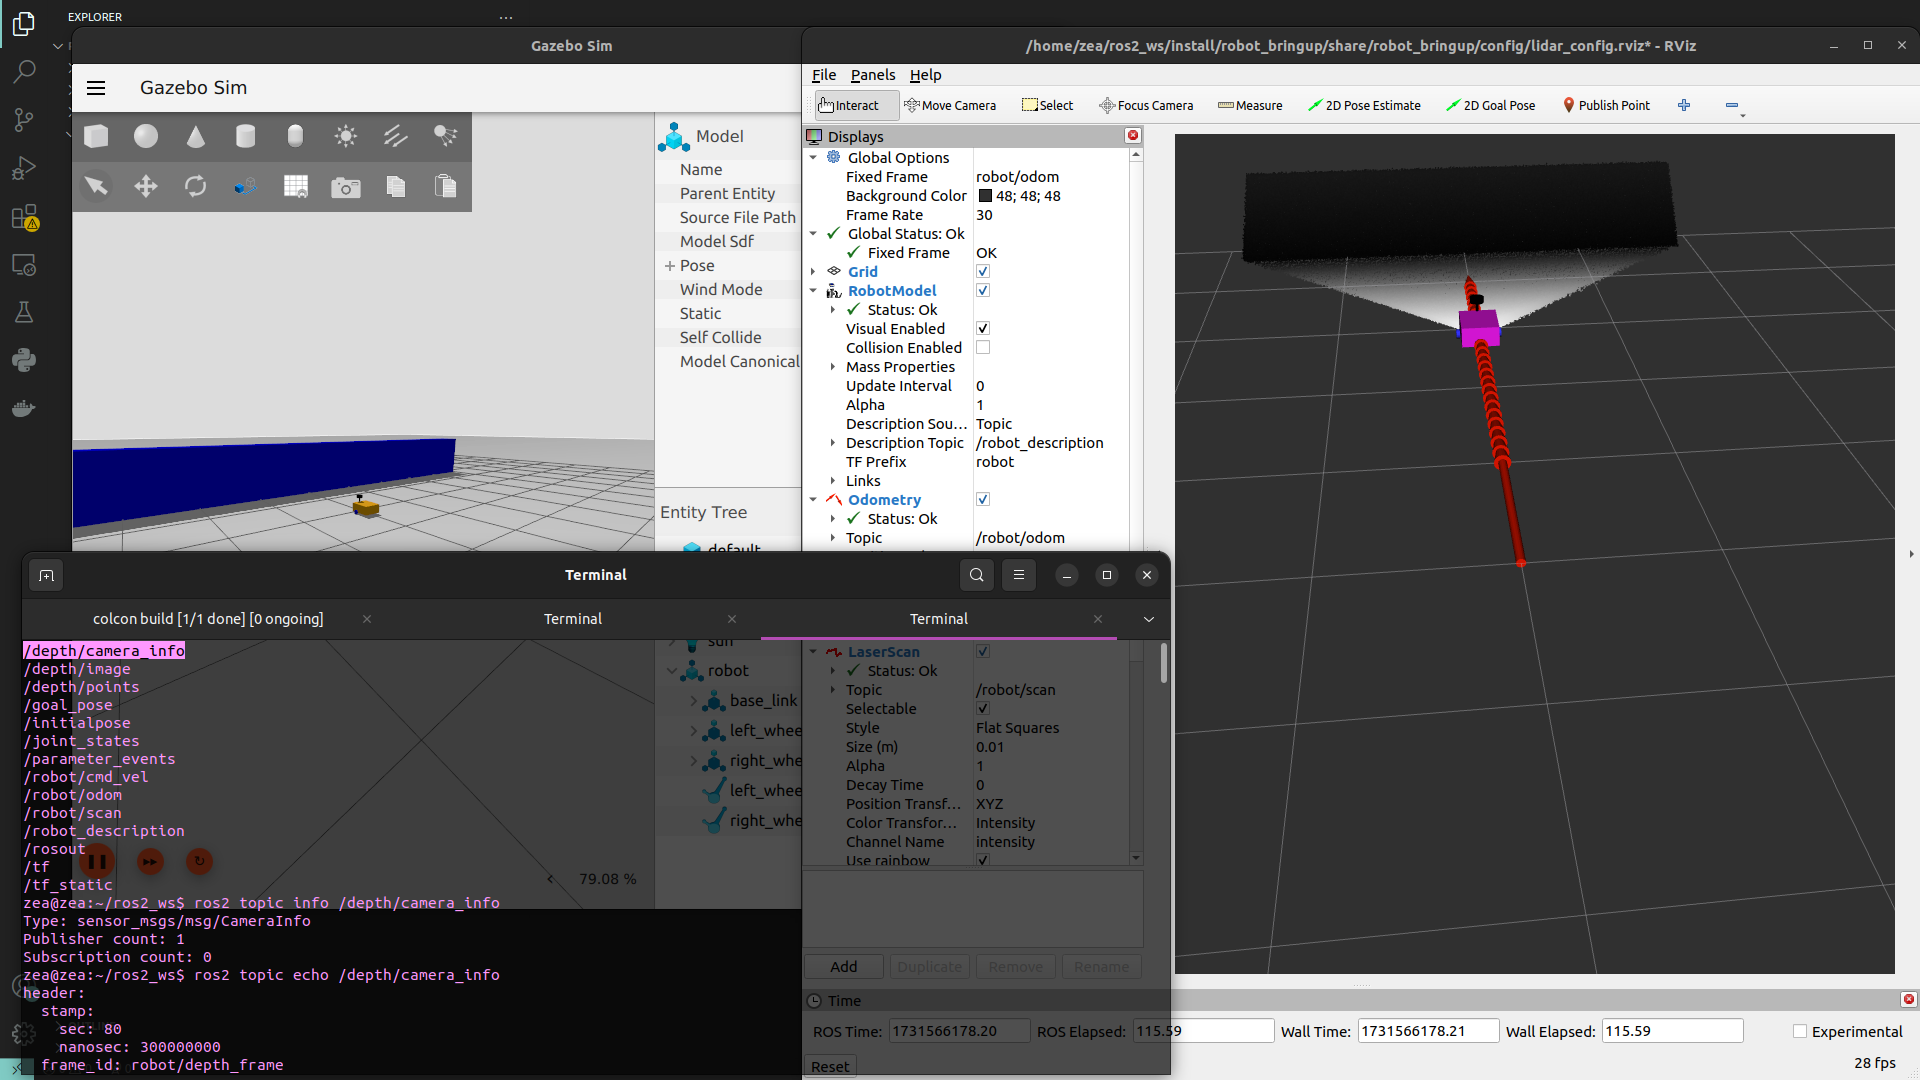 EXPLORER
Gazebo Sim
Gazebo Sim
Model
Name
Parent Entity
Source File Path
Model Sdf
Pose
Wind Mode
Static
Self Collide
Model Canonical
Entity Tree
default
sun
robot
base_link
left_whee
right_whe
left_whee
right_whe
79.08 %
/home/zea/ros2_ws/install/robot_bringup/share/robot_bringup/config/lidar_config.rviz* - RViz
File Panels Help
Interact Move Camera Select Focus Camera Measure 2D Pose Estimate 2D Goal Pose Publish Point
Displays
Global Options
Fixed Frame robot/odom
Background Color 48; 48; 48
Frame Rate 30
Global Status: Ok
Fixed Frame OK
Grid
RobotModel
Status: Ok
Visual Enabled
Collision Enabled
Mass Properties
Update Interval 0
Alpha 1
Description Sou... Topic
Description Topic /robot_description
TF Prefix robot
Links
Odometry
Status: Ok
Topic /robot/odom
LaserScan
Status: Ok
Topic /robot/scan
Selectable
Style Flat Squares
Size (m) 0.01
Alpha 1
Decay Time 0
Position Transf... XYZ
Color Transfor... Intensity
Channel Name intensity
Use rainbow
Add Duplicate Remove Rename
Time
ROS Time: 1731566178.20 ROS Elapsed: 115.59 Wall Time: 1731566178.21 Wall Elapsed: 115.59 Experimental
Reset
28 fps
Terminal
colcon build [1/1 done] [0 ongoing] Terminal Terminal
/depth/camera_info
/depth/image
/depth/points
/goal_pose
/initialpose
/joint_states
/parameter_events
/robot/cmd_vel
/robot/odom
/robot/scan
/robot_description
/rosout
/tf
/tf_static
zea@zea:~/ros2_ws$ ros2 topic info /depth/camera_info
Type: sensor_msgs/msg/CameraInfo
Publisher count: 1
Subscription count: 0
zea@zea:~/ros2_ws$ ros2 topic echo /depth/camera_info
header:
stamp:
sec: 80
nanosec: 300000000
frame_id: robot/depth_frame